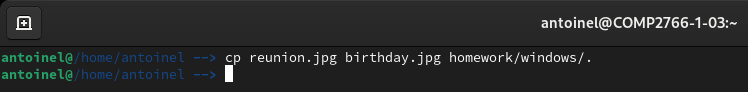 antoinel@COMP2766-1-03:~
antoinel@/home/antoinel --> cp reunion.jpg birthday.jpg homework/windows/.
antoinel@/home/antoinel -->